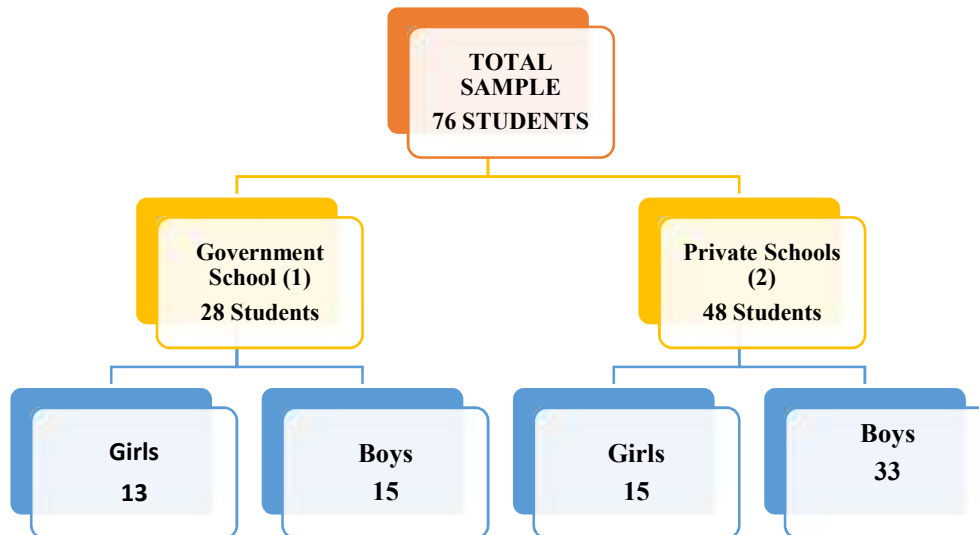 TOTAL
SAMPLE
76 STUDENTS
Government
School (1)
28 Students
Private Schools
(2)
48 Students
Girls
13
Boys
15
Girls
15
Boys
33